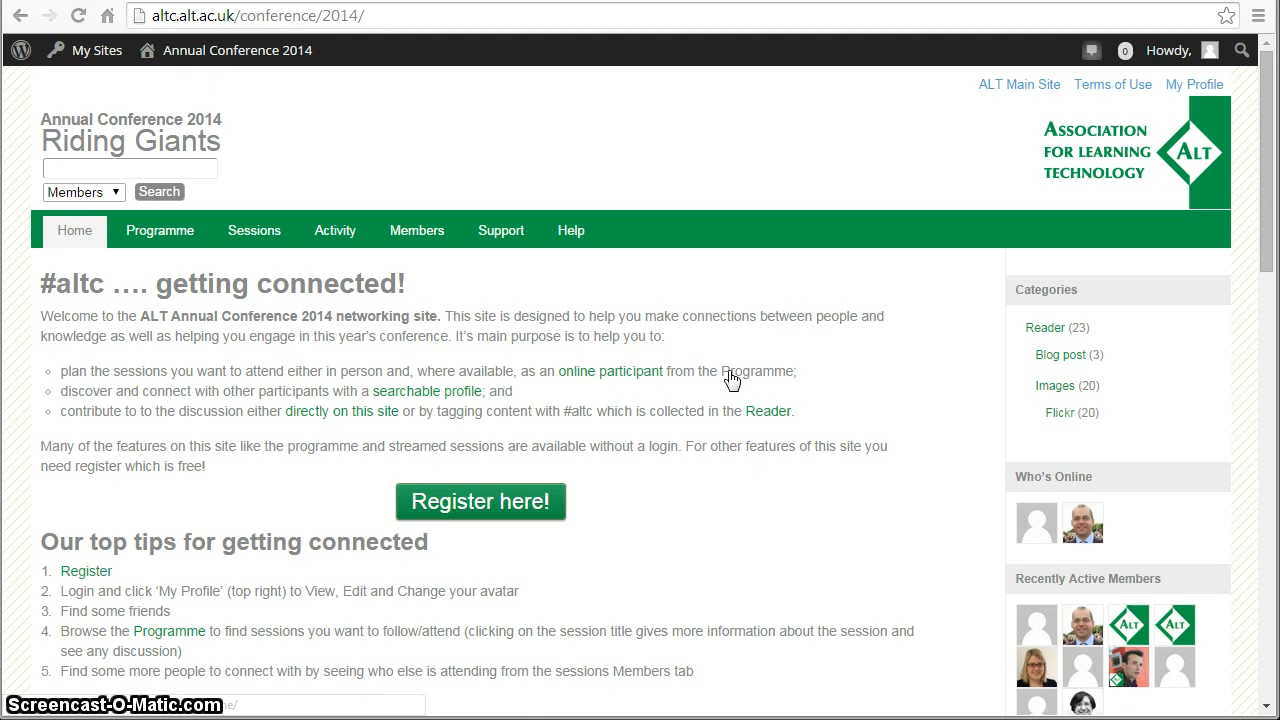 altc.alt.ac.uk/conference/2014/
My Sites Annual Conference 2014 0 Howdy,
ALT Main Site Terms of Use My Profile
Annual Conference 2014
Riding Giants
ASSOCIATION
FOR LEARNING
TECHNOLOGY
ALT
Members Search
Home Programme Sessions Activity Members Support Help
#altc .... getting connected!
Welcome to the ALT Annual Conference 2014 networking site. This site is designed to help you make connections between people and
knowledge as well as helping you engage in this year's conference. It's main purpose is to help you to:
plan the sessions you want to attend either in person and, where available, as an online participant from the Programme;
discover and connect with other participants with a searchable profile; and
contribute to to the discussion either directly on this site or by tagging content with #altc which is collected in the Reader.
Many of the features on this site like the programme and streamed sessions are available without a login. For other features of this site you
need register which is free!
Register here!
Our top tips for getting connected
1. Register
2. Login and click 'My Profile' (top right) to View, Edit and Change your avatar
3. Find some friends
4. Browse the Programme to find sessions you want to follow/attend (clicking on the session title gives more information about the session and
see any discussion)
5. Find some more people to connect with by seeing who else is attending from the sessions Members tab
Categories
Reader (23)
Blog post (3)
Images (20)
Flickr (20)
Who's Online
Recently Active Members
ALT ALT
Screencast-O-Matic.com